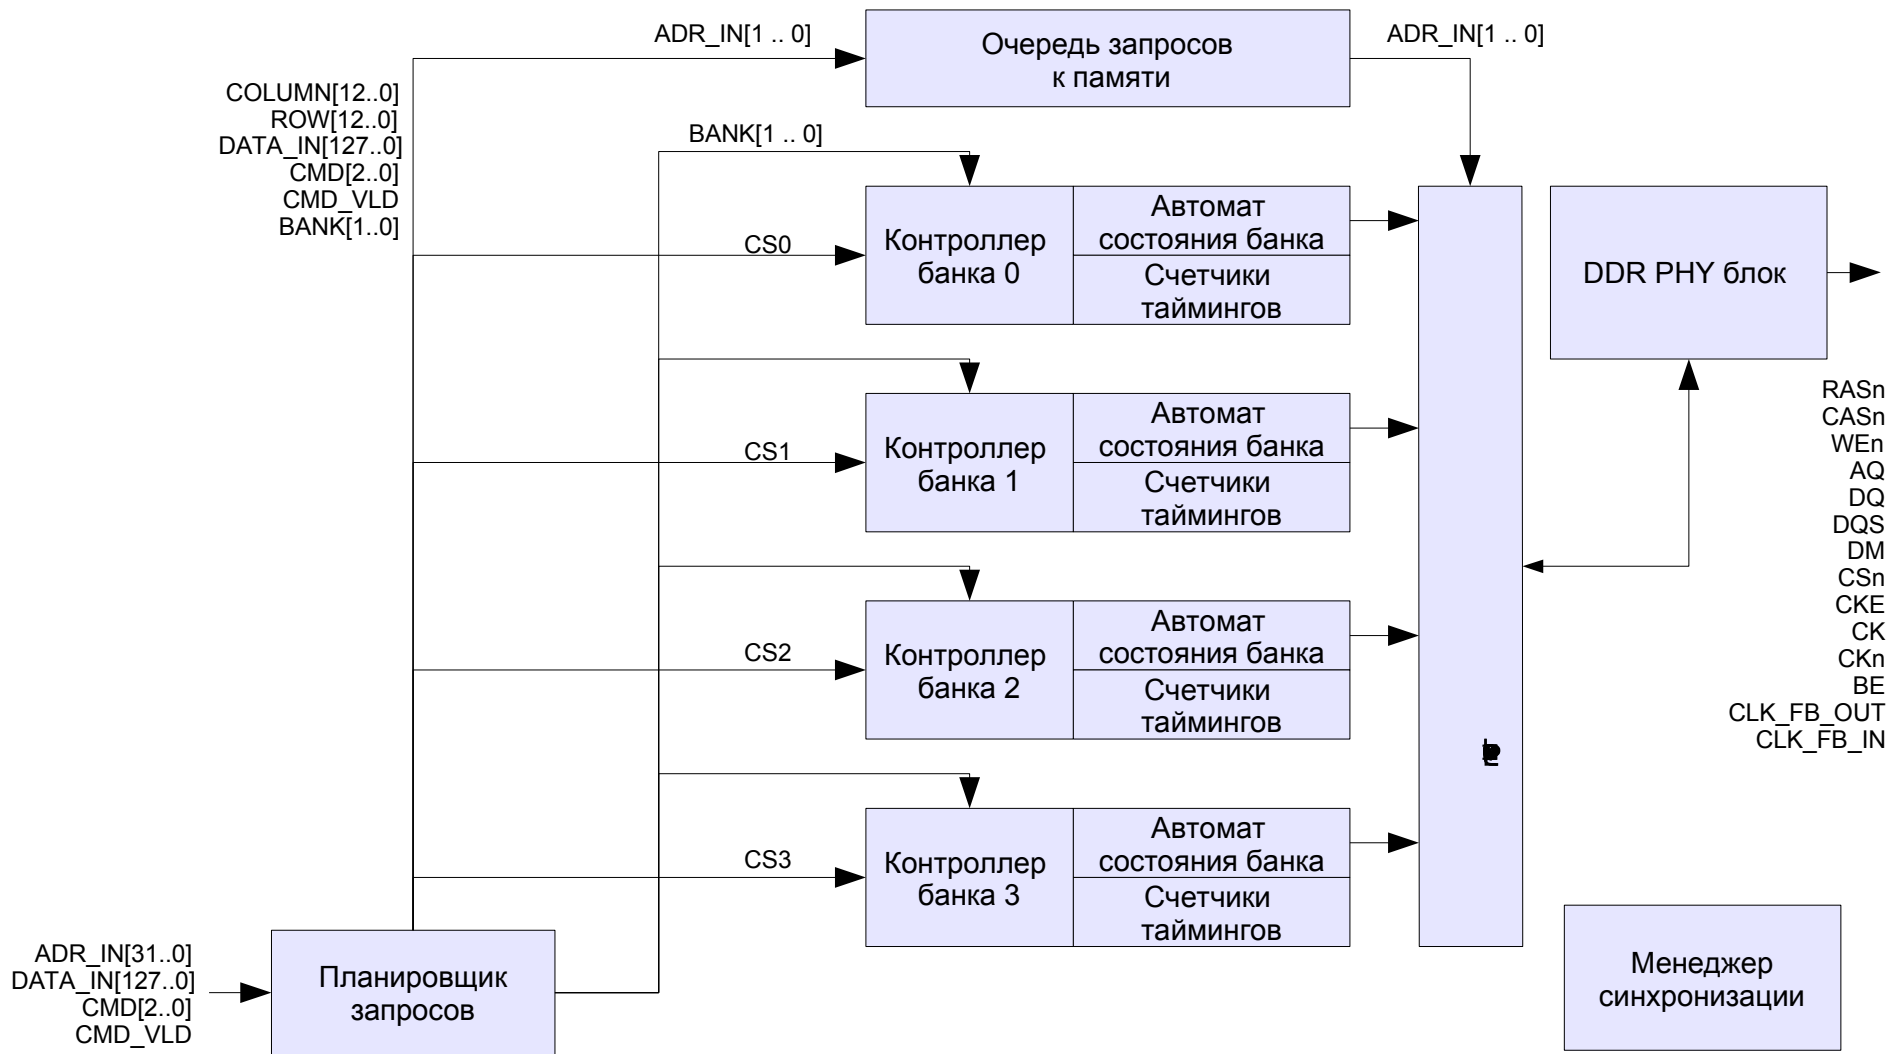 ADR_IN[1 .. 0]
Очередь запросов
к памяти
ADR_IN[1 .. 0]
COLUMN[12..0]
ROW[12..0]
DATA_IN[127..0]
CMD[2..0]
CMD_VLD
BANK[1..0]
BANK[1 .. 0]
CS0
Контроллер
банка 0
Автомат
состояния банка
Счетчики
таймингов
DDR PHY блок
CS1
Контроллер
банка 1
Автомат
состояния банка
Счетчики
таймингов
RASn
CASn
WEn
AQ
DQ
DQS
DM
CSn
CKE
CK
CKn
BE
CLK_FB_OUT
CLK_FB_IN
CS2
Контроллер
банка 2
Автомат
состояния банка
Счетчики
таймингов
CS3
Контроллер
банка 3
Автомат
состояния банка
Счетчики
таймингов
ADR_IN[31..0]
DATA_IN[127..0]
CMD[2..0]
CMD_VLD
Планировщик
запросов
Менеджер
синхронизации